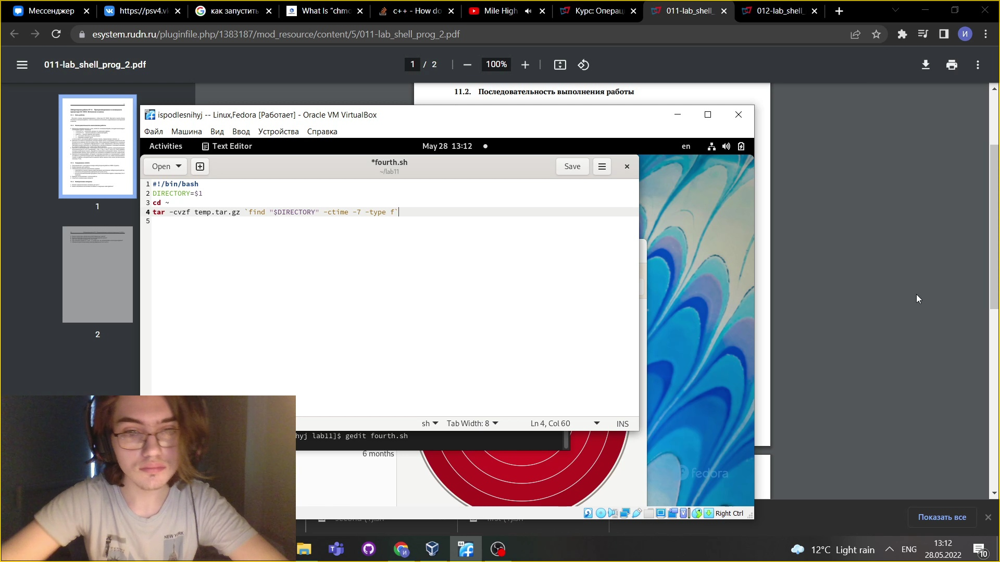 Мессенджер
https://psv4.vk
как запустить
What Is “chmo
c++ - How do
Mile High
Курс: Операц
011-lab_shell_
012-lab_shell_
esystem.rudn.ru/pluginfile.php/1383187/mod_resource/content/5/011-lab_shell_prog_2.pdf
И
011-lab_shell_prog_2.pdf
1 / 2
100%
11.2. Последовательность выполнения работы
1
2
ispodlesnihyj -- Linux,Fedora [Работает] - Oracle VM VirtualBox
Файл Машина Вид Ввод Устройства Справка
Activities Text Editor May 28 13:12 en
Open *fourth.sh Save
~/lab11
1 #!/bin/bash
2 DIRECTORY=$1
3 cd ~
4 tar -cvzf temp.tar.gz `find "$DIRECTORY" -ctime -7 -type f`
5
sh Tab Width: 8 Ln 4, Col 60 INS
hyj lab11]$ gedit fourth.sh
6 months
fedora
Right Ctrl
NEW YORK
Показать все
64
12°C Light rain ENG
13:12
28.05.2022
10